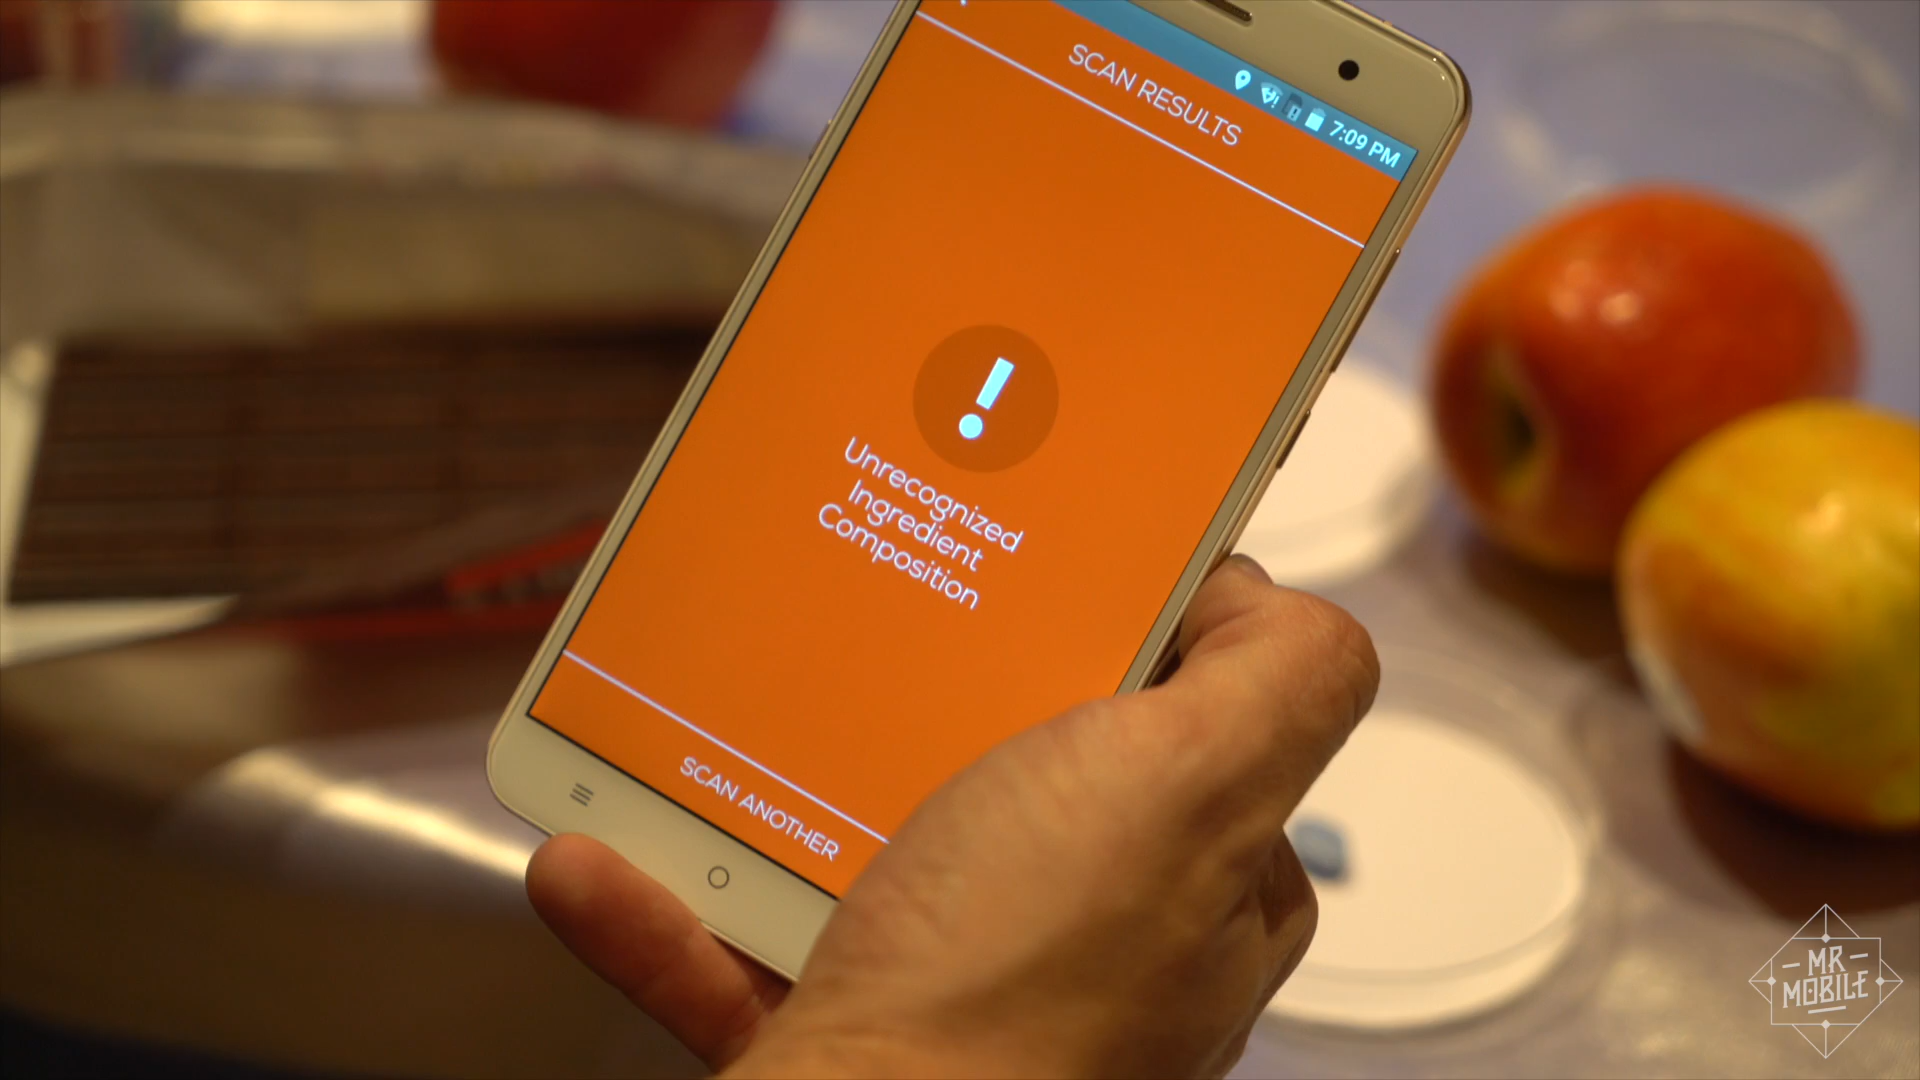 7:09 PM
SCAN RESULTS
!
Unrecognized
Ingredient
Composition
SCAN ANOTHER
MR
MOBILE